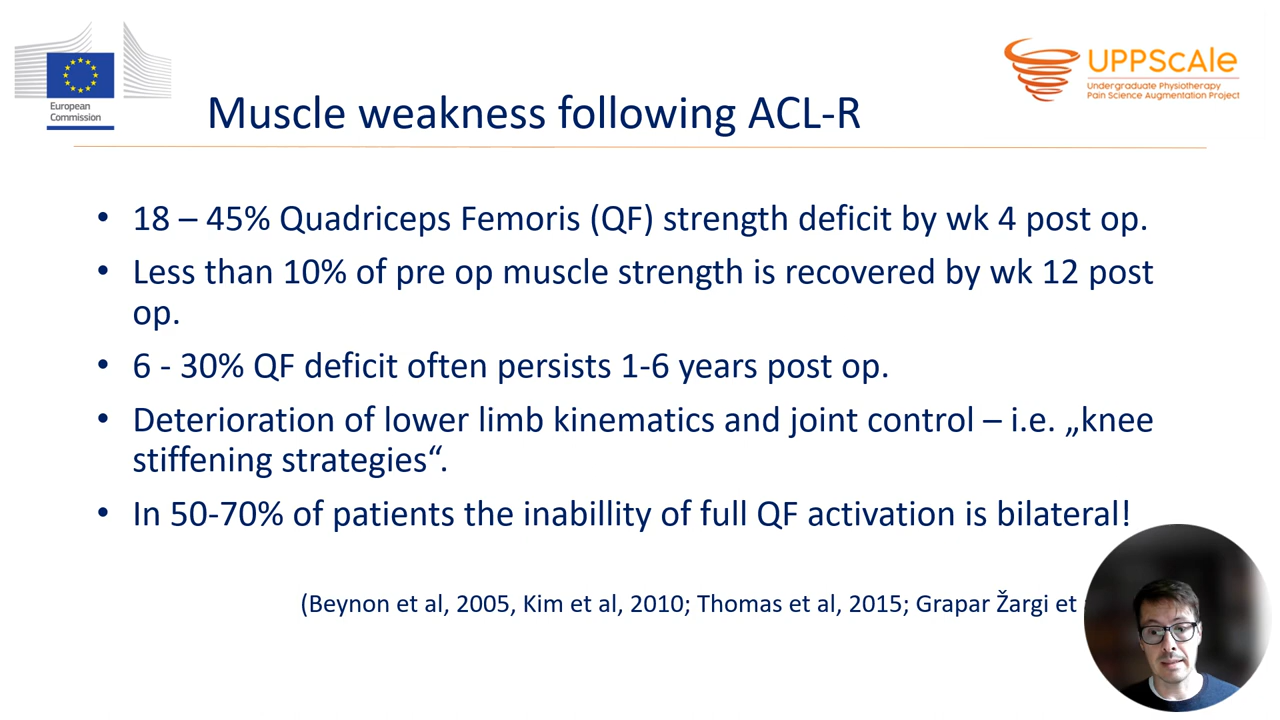 European
Commission
UPPScale
Undergraduate Physiotherapy
Pain Science Augmentation Project
Muscle weakness following ACL-R
• 18 – 45% Quadriceps Femoris (QF) strength deficit by wk 4 post op.
• Less than 10% of pre op muscle strength is recovered by wk 12 post
op.
• 6 - 30% QF deficit often persists 1-6 years post op.
• Deterioration of lower limb kinematics and joint control – i.e. „knee
stiffening strategies“.
• In 50-70% of patients the inabillity of full QF activation is bilateral!
(Beynon et al, 2005, Kim et al, 2010; Thomas et al, 2015; Grapar Žargi et